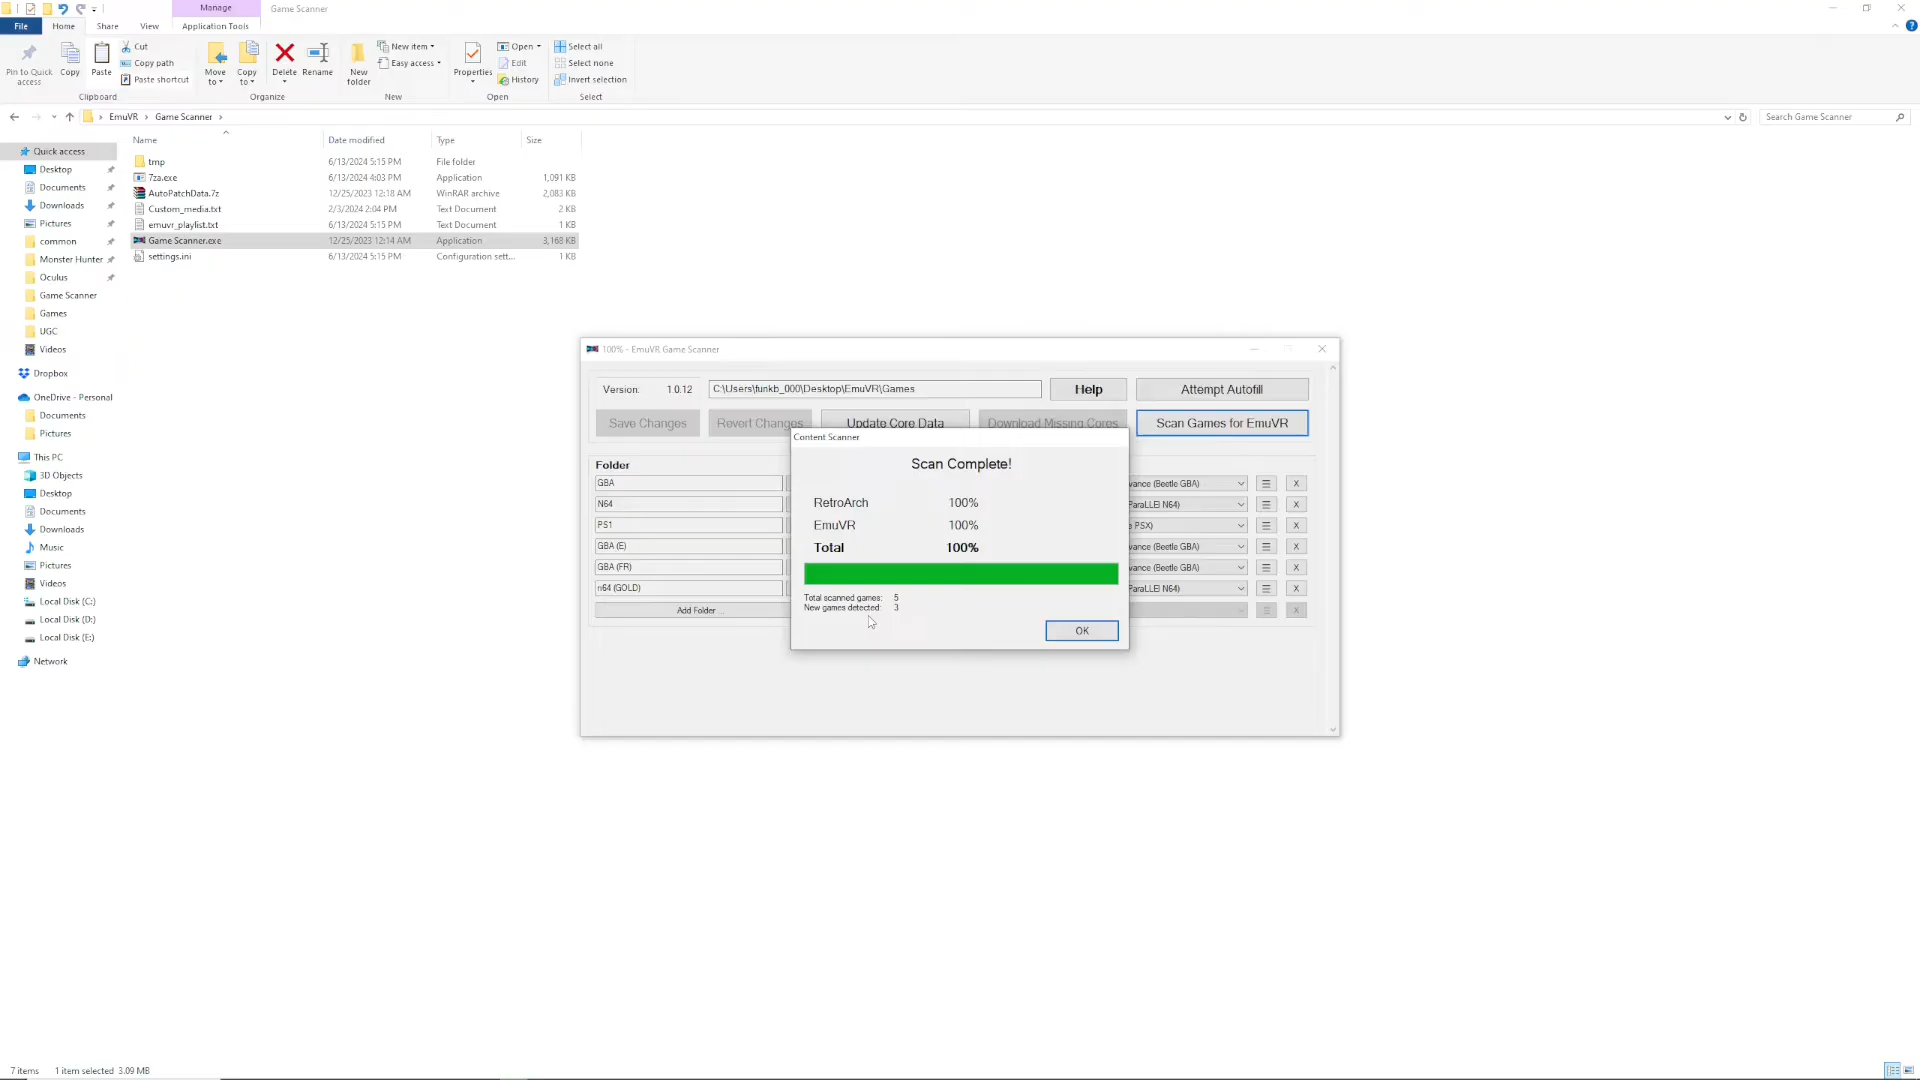 Manage
Game Scanner
File
Home
Share
View
Application Tools
Pin to Quick access
Copy
Paste
Cut
Copy path
Paste shortcut
Clipboard
Move to
Copy to
Delete
Rename
Organize
New folder
New item
Easy access
New
Properties
Open
Edit
History
Open
Select all
Select none
Invert selection
Select
EmuVR
Game Scanner
Search Game Scanner
Name
Date modified
Type
Size
tmp 6/13/2024 5:15 PM File folder
7za.exe 6/13/2024 4:03 PM Application 1,091 KB
AutoPatchData.7z 12/25/2023 12:18 AM WinRAR archive 2,083 KB
Custom_media.txt 2/3/2024 2:04 PM Text Document 2 KB
emuvr_playlist.txt 6/13/2024 5:15 PM Text Document 1 KB
Game Scanner.exe 12/25/2023 12:14 AM Application 3,168 KB
settings.ini 6/13/2024 5:15 PM Configuration sett... 1 KB
Quick access
Desktop
Documents
Downloads
Pictures
common
Monster Hunter
Oculus
Game Scanner
Games
UGC
Videos
Dropbox
OneDrive - Personal
Documents
Pictures
This PC
3D Objects
Desktop
Documents
Downloads
Music
Pictures
Videos
Local Disk (C:)
Local Disk (D:)
Local Disk (E:)
Network
100% - EmuVR Game Scanner
Version: 1.0.12
C:\Users\funkb_000\Desktop\EmuVR\Games
Help
Attempt Autofill
Save Changes
Revert Changes
Update Core Data
Download Missing Cores
Scan Games for EmuVR
Folder
GBA
vance (Beetle GBA)
X
N64
ParaLLEl N64)
X
PS1
e PSX)
X
GBA (E)
vance (Beetle GBA)
X
GBA (FR)
vance (Beetle GBA)
X
n64 (GOLD)
ParaLLEl N64)
X
Add Folder ...
X
Content Scanner
Scan Complete!
RetroArch 100%
EmuVR 100%
Total 100%
Total scanned games: 5
New games detected: 3
OK
7 items
1 item selected 3.09 MB